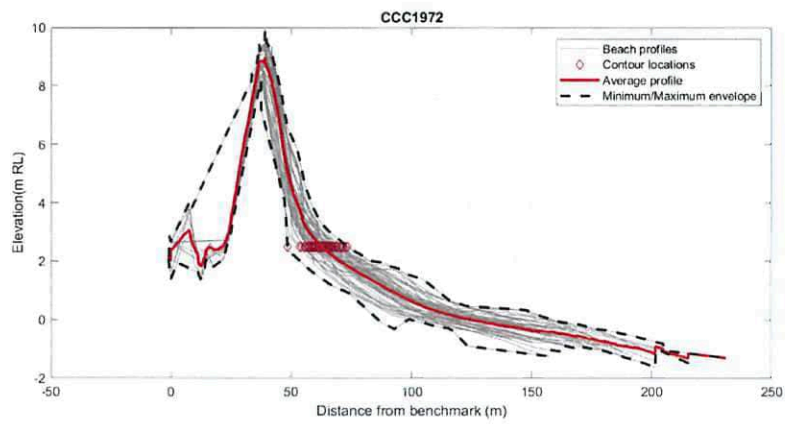 CCC1972
10
8
6
4
2
0
-2
Elevation(m RL)
Beach profiles
Contour locations
Average profile
Minimum/Maximum envelope
-50
0
50
100
150
200
250
Distance from benchmark (m)